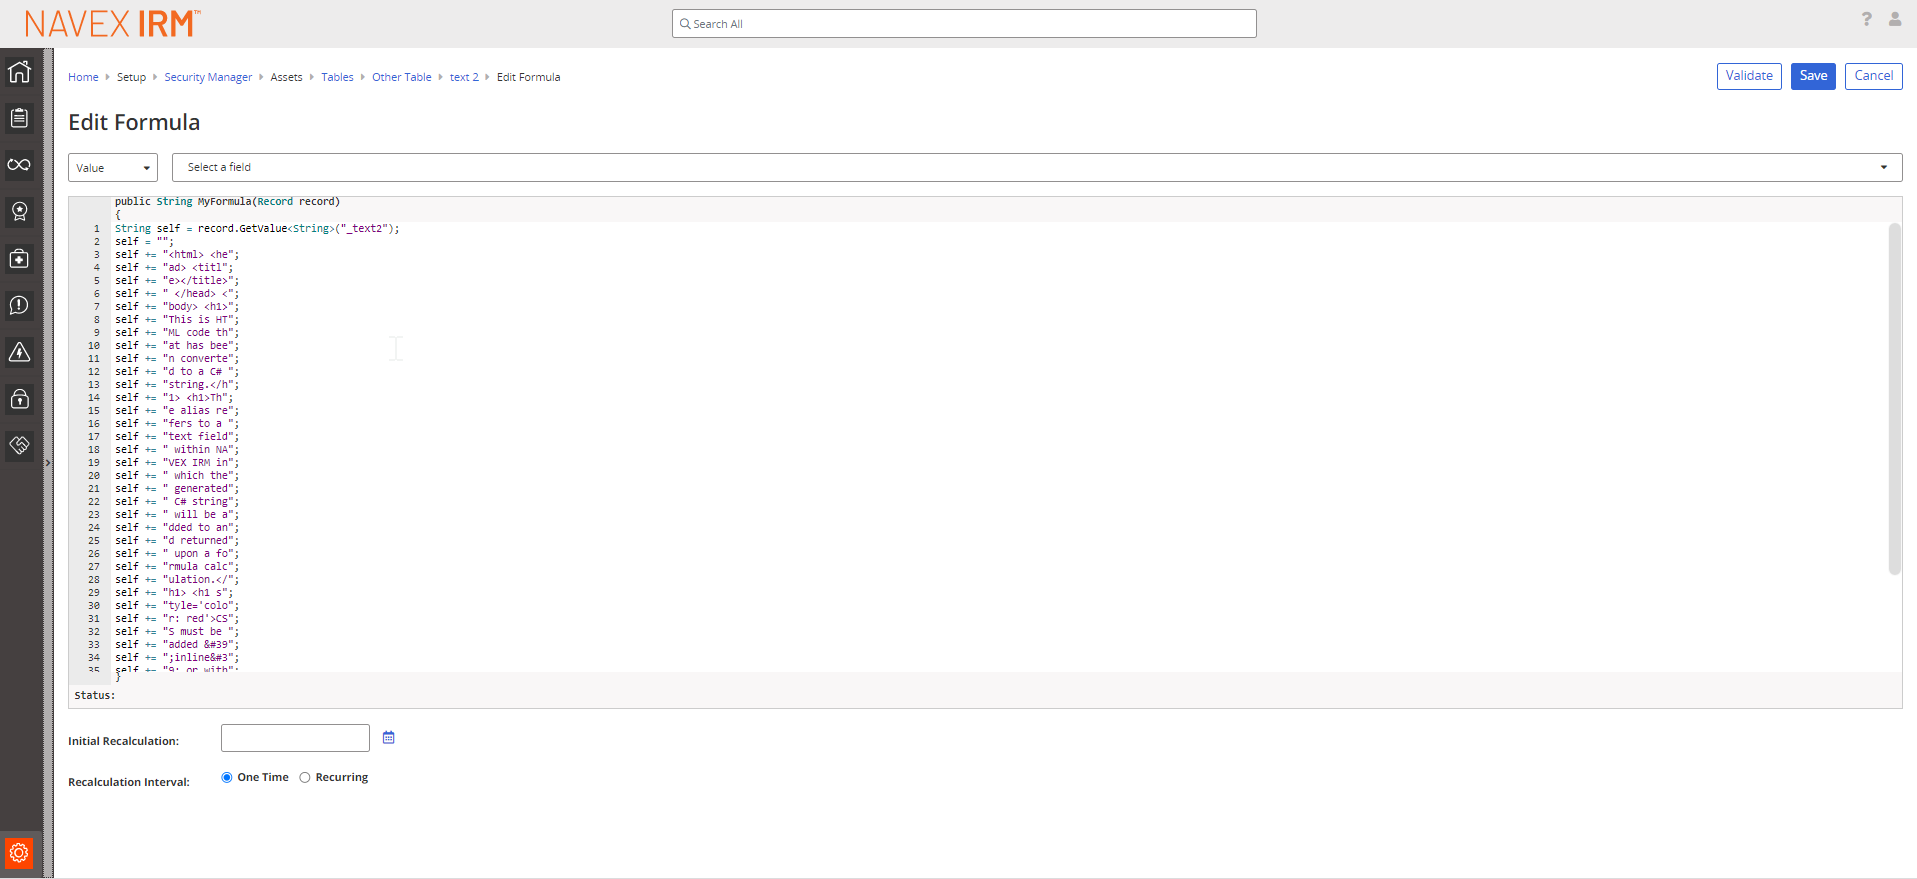 NAVEX IRM™
Search All
?
Home Setup Security Manager Assets Tables Other Table text 2 Edit Formula
Validate Save Cancel
Edit Formula
Value Select a field
public String MyFormula(Record record)
{
1 String self = record.GetValue<String>("_text2");
2 self = "";
3 self += "<html> <he";
4 self += "ad> <titl";
5 self += "e></title>";
6 self += " </head> <";
7 self += "body> <h1>";
8 self += "This is HT";
9 self += "ML code th";
10 self += "at has bee";
11 self += "n converte";
12 self += "d to a C# ";
13 self += "string.</h";
14 self += "1> <h1>Th";
15 self += "e alias re";
16 self += "fers to a ";
17 self += "text field";
18 self += " within NA";
19 self += "VEX IRM in";
20 self += " which the";
21 self += " generated";
22 self += " C# string";
23 self += " will be a";
24 self += "dded to an";
25 self += "d returned";
26 self += " upon a fo";
27 self += "rmula calc";
28 self += "ulation.</";
29 self += "h1> <h1 s";
30 self += "tyle='colo";
31 self += "r: red'>CS";
32 self += "S must be ";
33 self += "added &#39";
34 self += ";inline&#3";
35 self += "9; or with";
}
Status:
Initial Recalculation:
Recalculation Interval: One Time Recurring